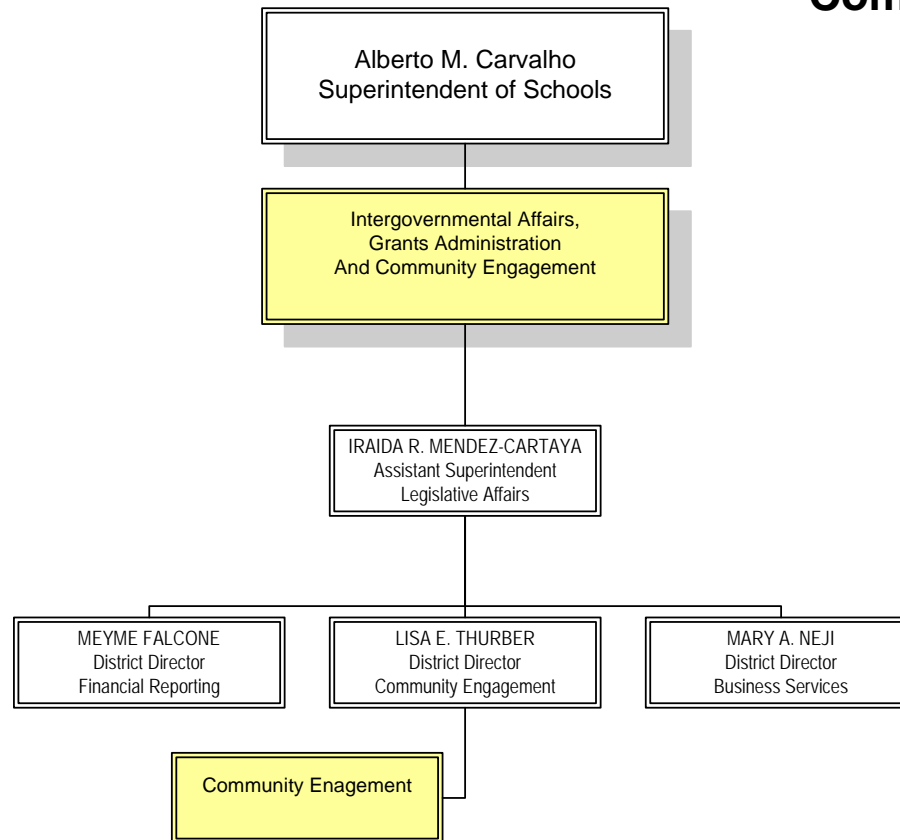 Alberto M. Carvalho
Superintendent of Schools
Intergovernmental Affairs,
Grants Administration
And Community Engagement
IRAIDA R. MENDEZ-CARTAYA
Assistant Superintendent
Legislative Affairs
MEYME FALCONE
District Director
Financial Reporting
LISA E. THURBER
District Director
Community Engagement
MARY A. NEJI
District Director
Business Services
Community Enagement